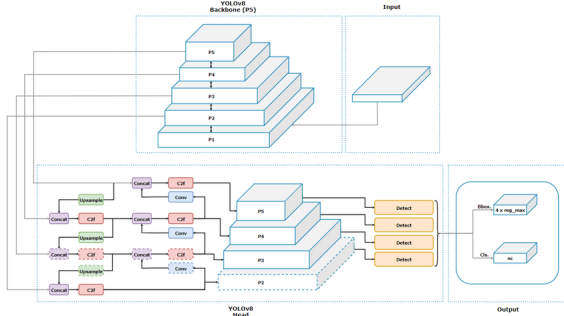 YOLOv8
Backbone (P5)
Input
P5
P4
P3
P2
P1
Concat
C2f
Concat
C2f
Conv
Upsample
Concat
C2f
Concat
C2f
Conv
Upsample
Concat
C2f
Concat
C2f
Conv
Upsample
Concat
C2f
P5
P4
P3
P2
Detect
Detect
Detect
Detect
Bbox.
4 x reg_max
Cls.
nc
YOLOv8
Head
Output